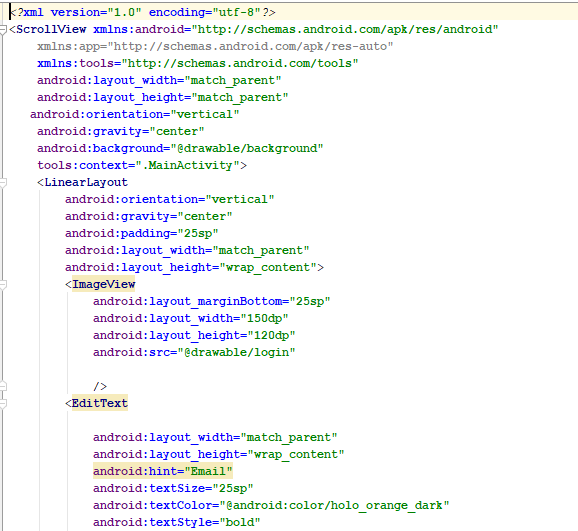 <?xml version="1.0" encoding="utf-8"?>
<ScrollView xmlns:android="http://schemas.android.com/apk/res/android"
    xmlns:app="http://schemas.android.com/apk/res-auto"
    xmlns:tools="http://schemas.android.com/tools"
    android:layout_width="match_parent"
    android:layout_height="match_parent"
   android:orientation="vertical"
    android:gravity="center"
    android:background="@drawable/background"
    tools:context=".MainActivity">
    <LinearLayout
        android:orientation="vertical"
        android:gravity="center"
        android:padding="25sp"
        android:layout_width="match_parent"
        android:layout_height="wrap_content">
        <ImageView
            android:layout_marginBottom="25sp"
            android:layout_width="150dp"
            android:layout_height="120dp"
            android:src="@drawable/login"

            />
        <EditText

            android:layout_width="match_parent"
            android:layout_height="wrap_content"
            android:hint="Email"
            android:textSize="25sp"
            android:textColor="@android:color/holo_orange_dark"
            android:textStyle="bold"